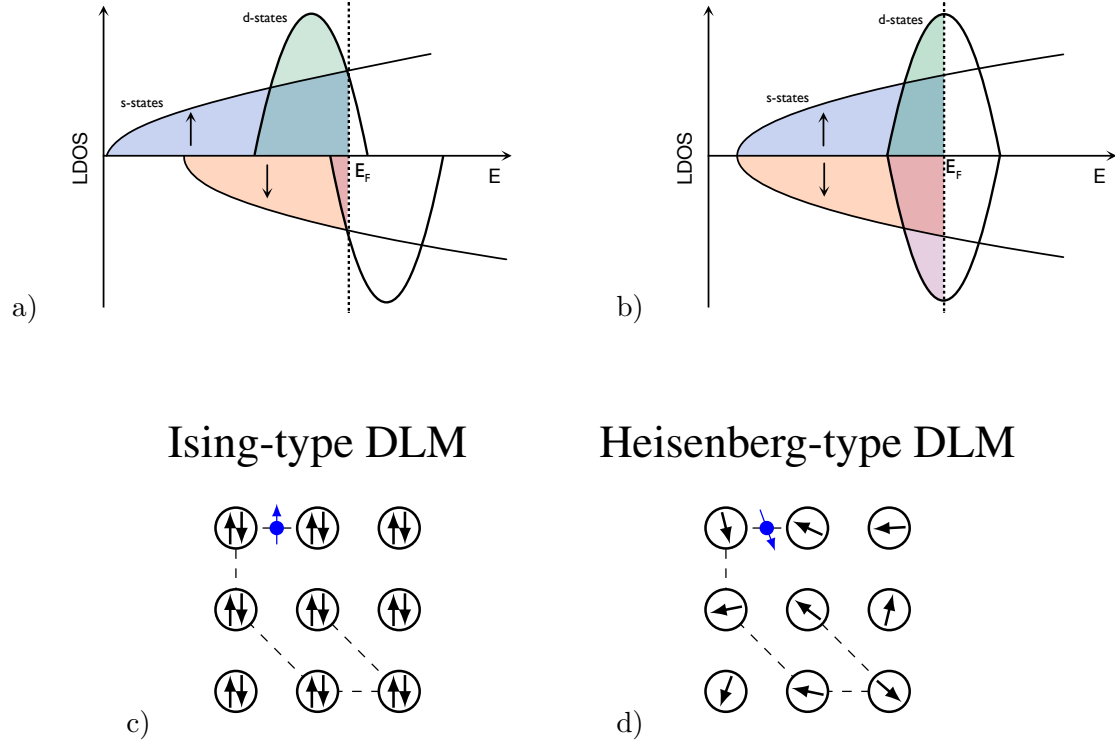 d-states
s-states
LDOS
E_F
E
a)
d-states
s-states
LDOS
E_F
E
b)
Ising-type DLM
Heisenberg-type DLM
c)
d)